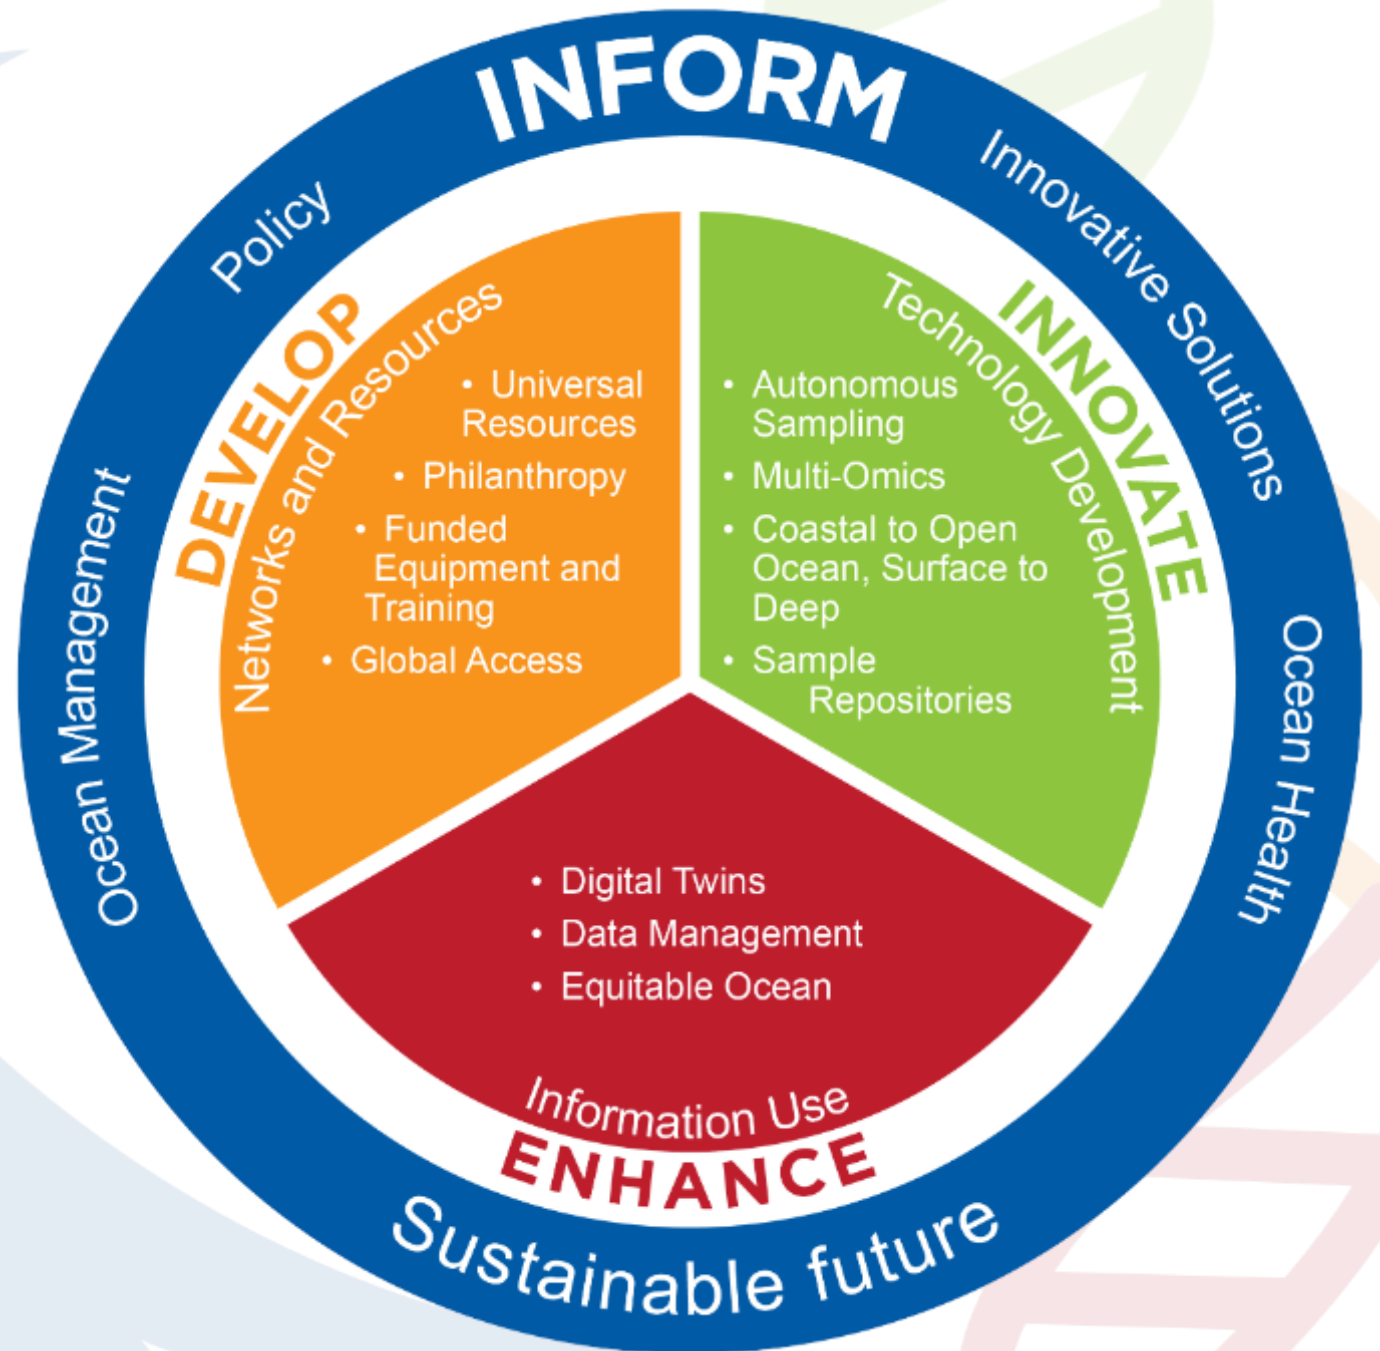 INFORM
Policy
Innovative Solutions
Ocean Management
Ocean Health
Sustainable future
DEVELOP
Networks and Resources
• Universal
Resources
• Philanthropy
• Funded
Equipment and
Training
• Global Access
INNOVATE
Technology Development
• Autonomous
Sampling
• Multi-Omics
• Coastal to Open
Ocean, Surface to
Deep
• Sample
Repositories
• Digital Twins
• Data Management
• Equitable Ocean
Information Use
ENHANCE